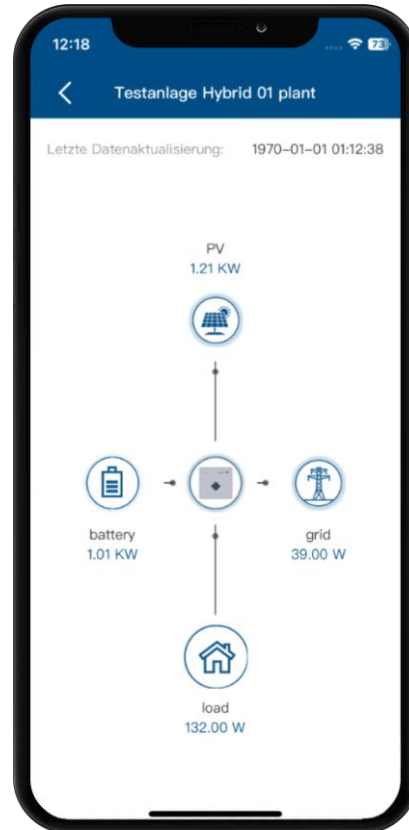 12:18
73
Testanlage Hybrid 01 plant
Letzte Datenaktualisierung: 1970-01-01 01:12:38
PV
1.21 KW
battery
1.01 KW
grid
39.00 W
load
132.00 W